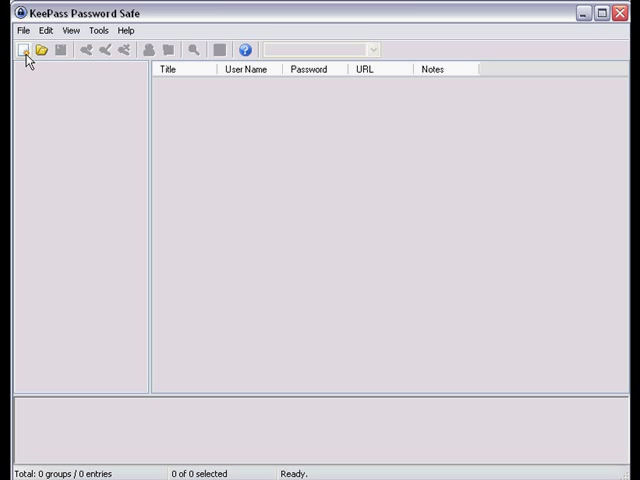 KeePass Password Safe
File Edit View Tools Help
Title User Name Password URL Notes
Total: 0 groups / 0 entries 0 of 0 selected Ready.